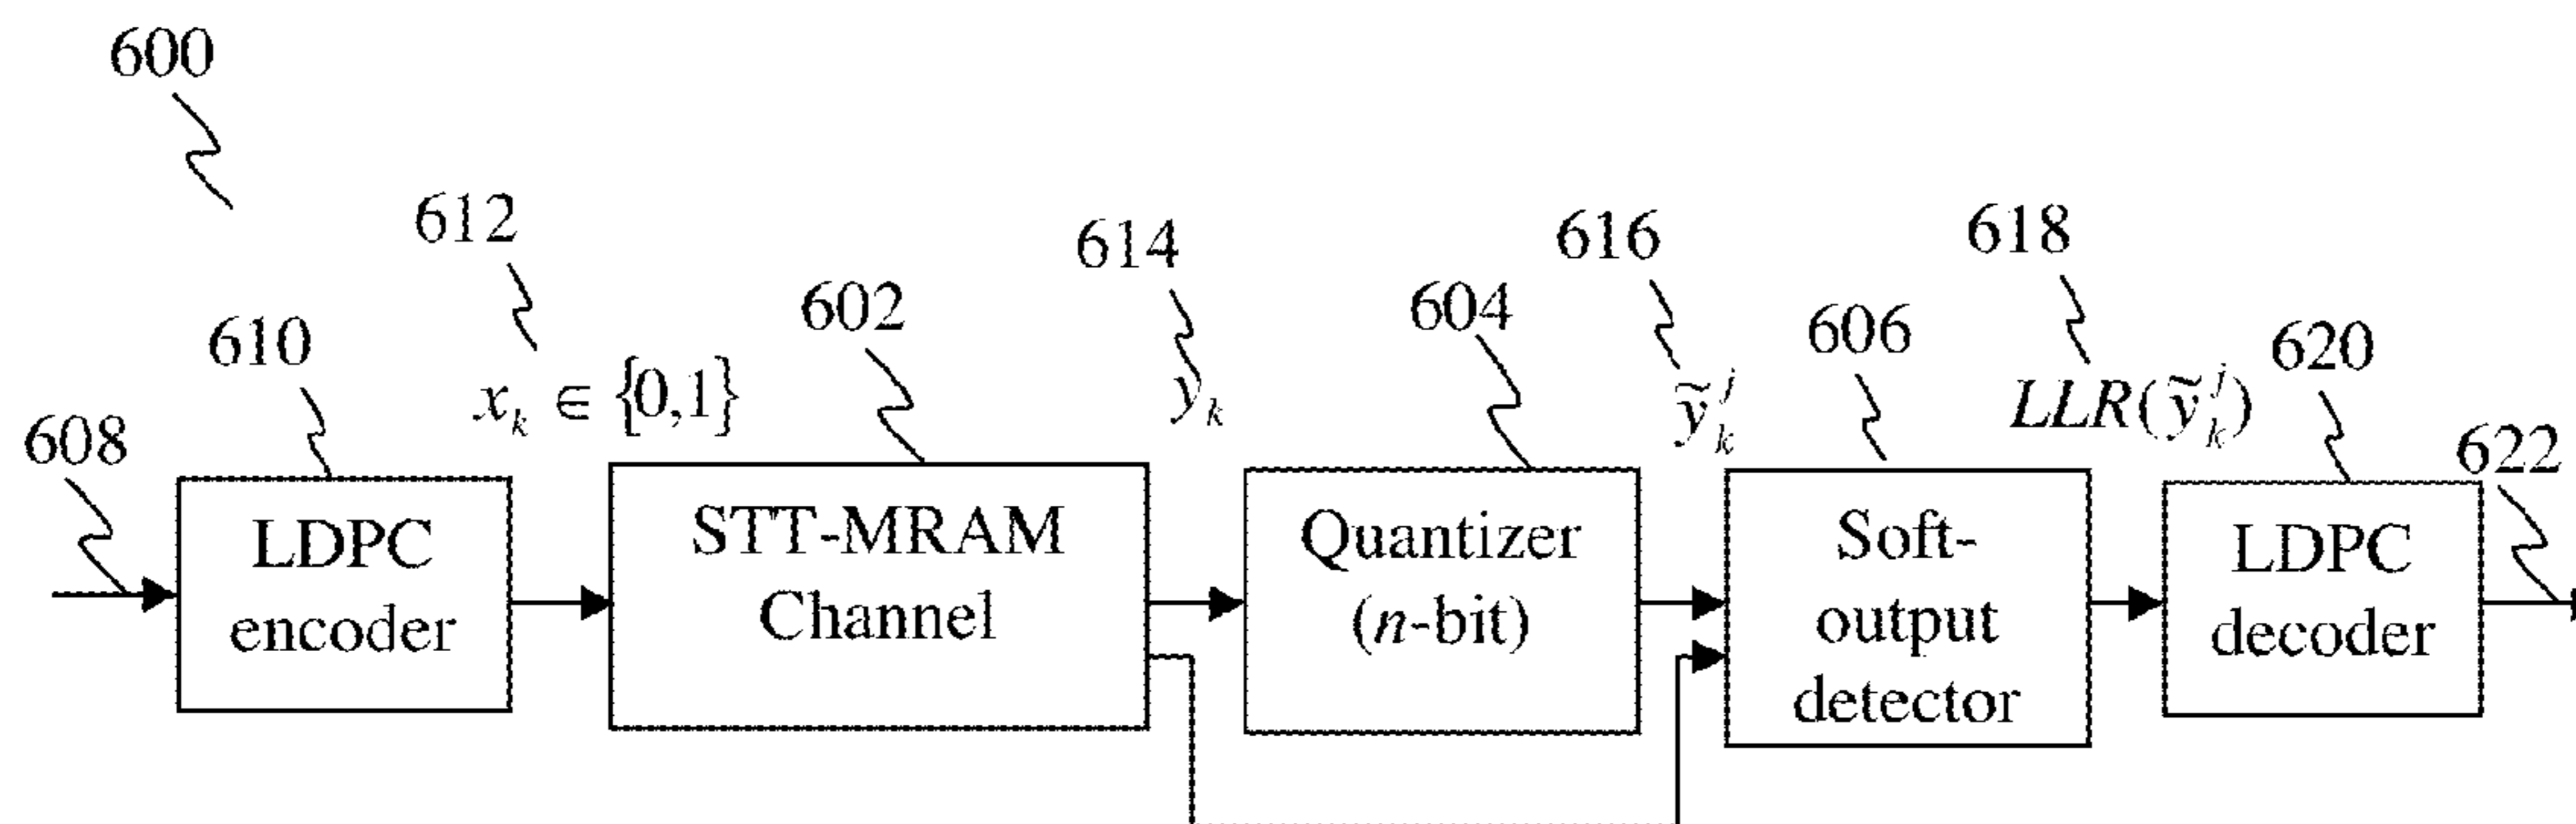 600
612
614
616
618
602
604
606
610
620
608
622
x_k ∈ {0,1}
y_k
ỹ_k^j
LLR(ỹ_k^j)
LDPC
encoder
STT-MRAM
Channel
Quantizer
(n-bit)
Soft-
output
detector
LDPC
decoder